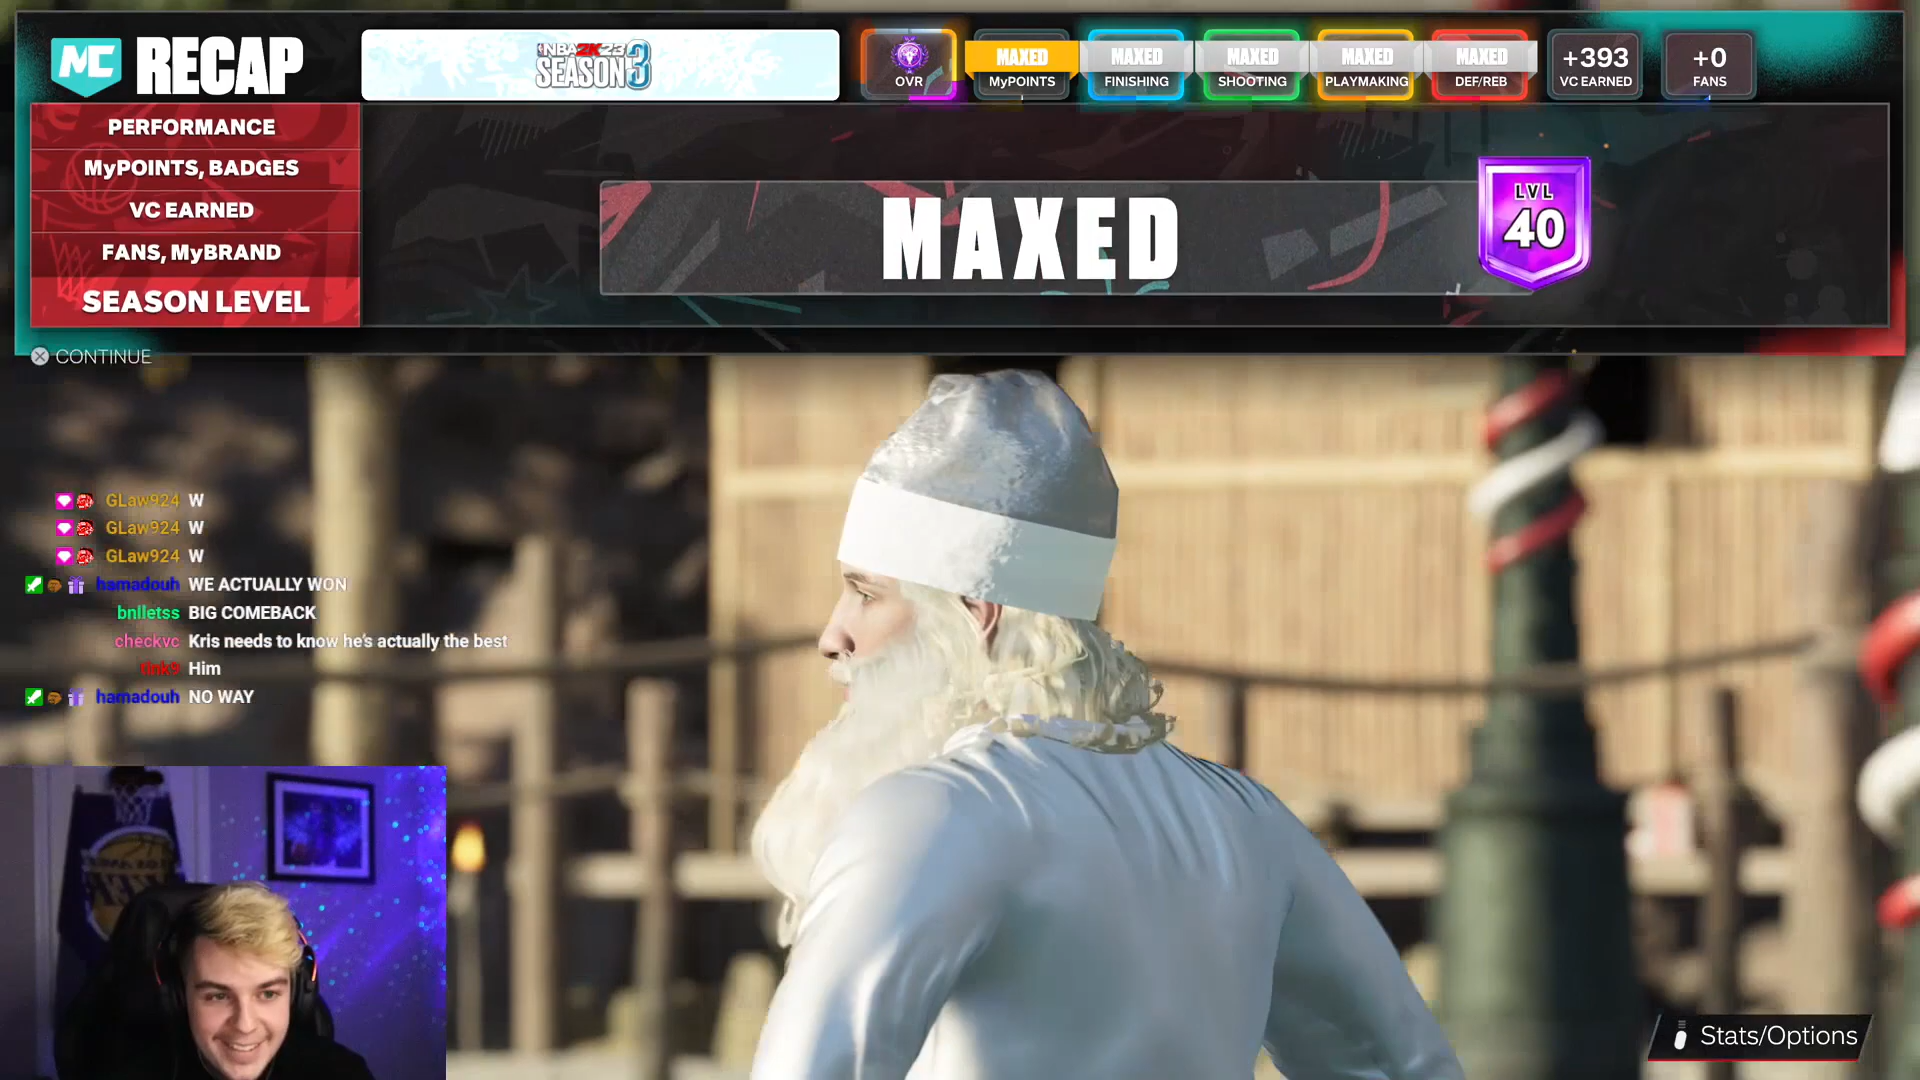 MC RECAP
NBA 2K23
SEASON 3
OVR
MAXED
MyPOINTS
MAXED
FINISHING
MAXED
SHOOTING
MAXED
PLAYMAKING
MAXED
DEF/REB
+393
VC EARNED
+0
FANS
PERFORMANCE
MyPOINTS, BADGES
VC EARNED
FANS, MyBRAND
SEASON LEVEL
MAXED
LVL
40
CONTINUE
GLaw924 W
GLaw924 W
GLaw924 W
hamadouh WE ACTUALLY WON
bnlletss BIG COMEBACK
checkvc Kris needs to know he's actually the best
Him
hamadouh NO WAY
Stats/Options